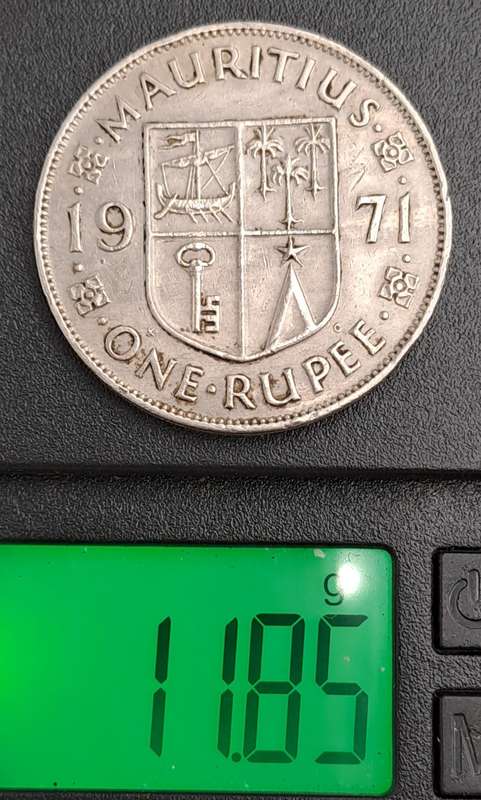 ·MAURITIUS·
19 71
·ONE·RUPEE·
g
11.85
M